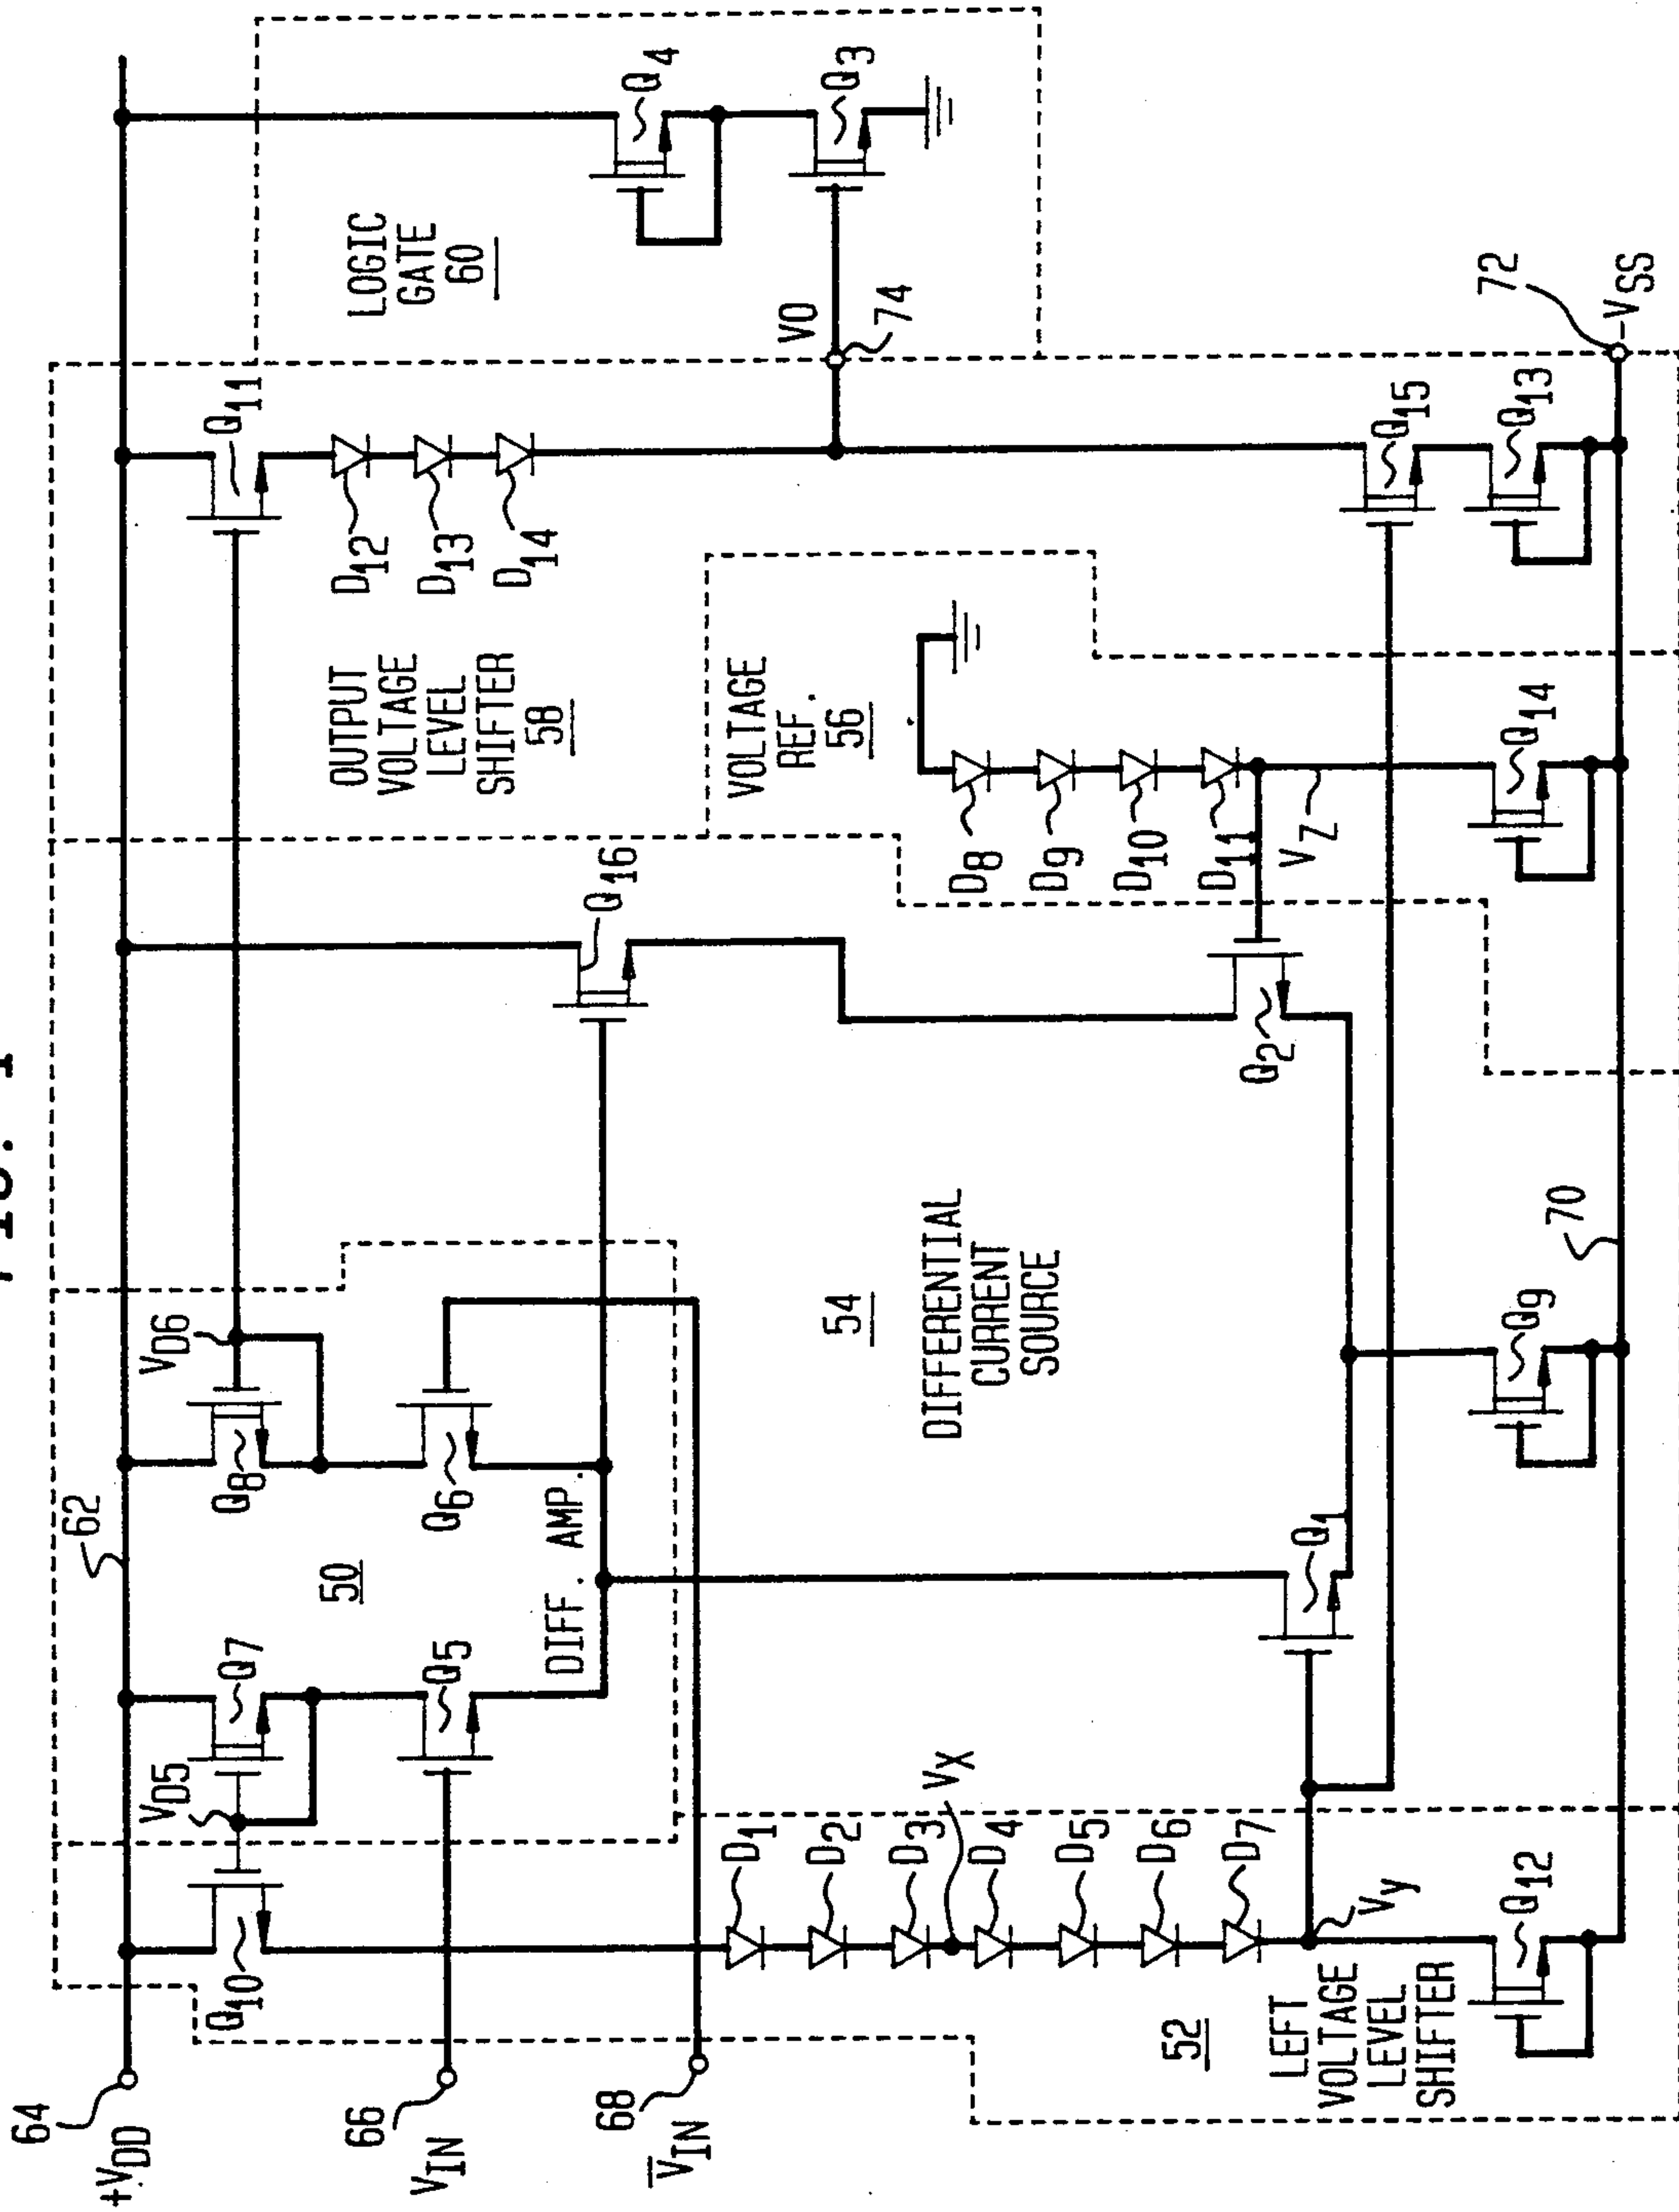 +VDD
64
VIN
66
V̅IN
68
62
VD5
VD6
Q10
Q7
Q8
Q11
50
Q5
Q6
DIFF. AMP.
Q16
D12
D13
D14
OUTPUT
VOLTAGE
LEVEL
SHIFTER
58
LOGIC
GATE
60
Q4
Q3
VO
74
VOLTAGE
REF.
56
D1
D2
D3
VX
D4
D5
D6
D7
54
DIFFERENTIAL
CURRENT
SOURCE
D8
D9
D10
D11
VZ
Q2
Q1
52
LEFT
VOLTAGE
LEVEL
SHIFTER
Vy
Q12
Q9
70
Q14
Q15
Q13
72
-VSS